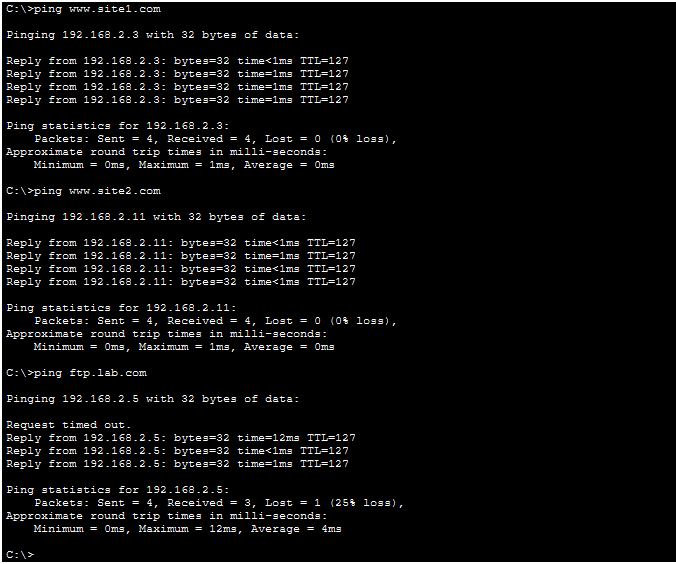 C:\>ping www.site1.com
Pinging 192.168.2.3 with 32 bytes of data:
Reply from 192.168.2.3: bytes=32 time<1ms TTL=127
Reply from 192.168.2.3: bytes=32 time=1ms TTL=127
Reply from 192.168.2.3: bytes=32 time=1ms TTL=127
Reply from 192.168.2.3: bytes=32 time=1ms TTL=127
Ping statistics for 192.168.2.3:
    Packets: Sent = 4, Received = 4, Lost = 0 (0% loss),
Approximate round trip times in milli-seconds:
    Minimum = 0ms, Maximum = 1ms, Average = 0ms
C:\>ping www.site2.com
Pinging 192.168.2.11 with 32 bytes of data:
Reply from 192.168.2.11: bytes=32 time<1ms TTL=127
Reply from 192.168.2.11: bytes=32 time=1ms TTL=127
Reply from 192.168.2.11: bytes=32 time<1ms TTL=127
Reply from 192.168.2.11: bytes=32 time<1ms TTL=127
Ping statistics for 192.168.2.11:
    Packets: Sent = 4, Received = 4, Lost = 0 (0% loss),
Approximate round trip times in milli-seconds:
    Minimum = 0ms, Maximum = 1ms, Average = 0ms
C:\>ping ftp.lab.com
Pinging 192.168.2.5 with 32 bytes of data:
Request timed out.
Reply from 192.168.2.5: bytes=32 time=12ms TTL=127
Reply from 192.168.2.5: bytes=32 time<1ms TTL=127
Reply from 192.168.2.5: bytes=32 time=1ms TTL=127
Ping statistics for 192.168.2.5:
    Packets: Sent = 4, Received = 3, Lost = 1 (25% loss),
Approximate round trip times in milli-seconds:
    Minimum = 0ms, Maximum = 12ms, Average = 4ms
C:\>